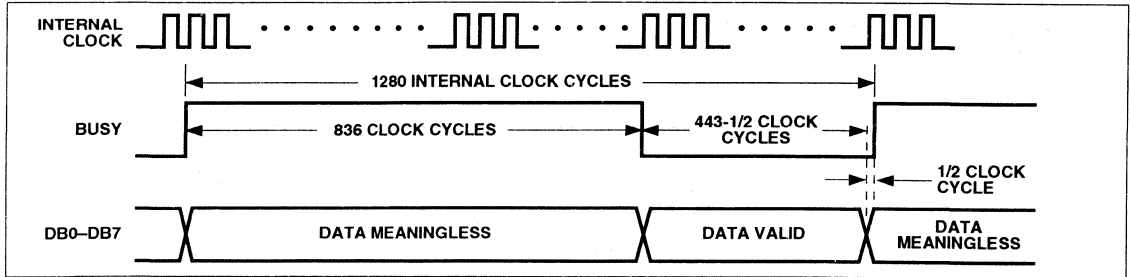 INTERNAL
CLOCK
1280 INTERNAL CLOCK CYCLES
BUSY
836 CLOCK CYCLES
443-1/2 CLOCK
CYCLES
1/2 CLOCK
CYCLE
DB0–DB7
DATA MEANINGLESS
DATA VALID
DATA
MEANINGLESS